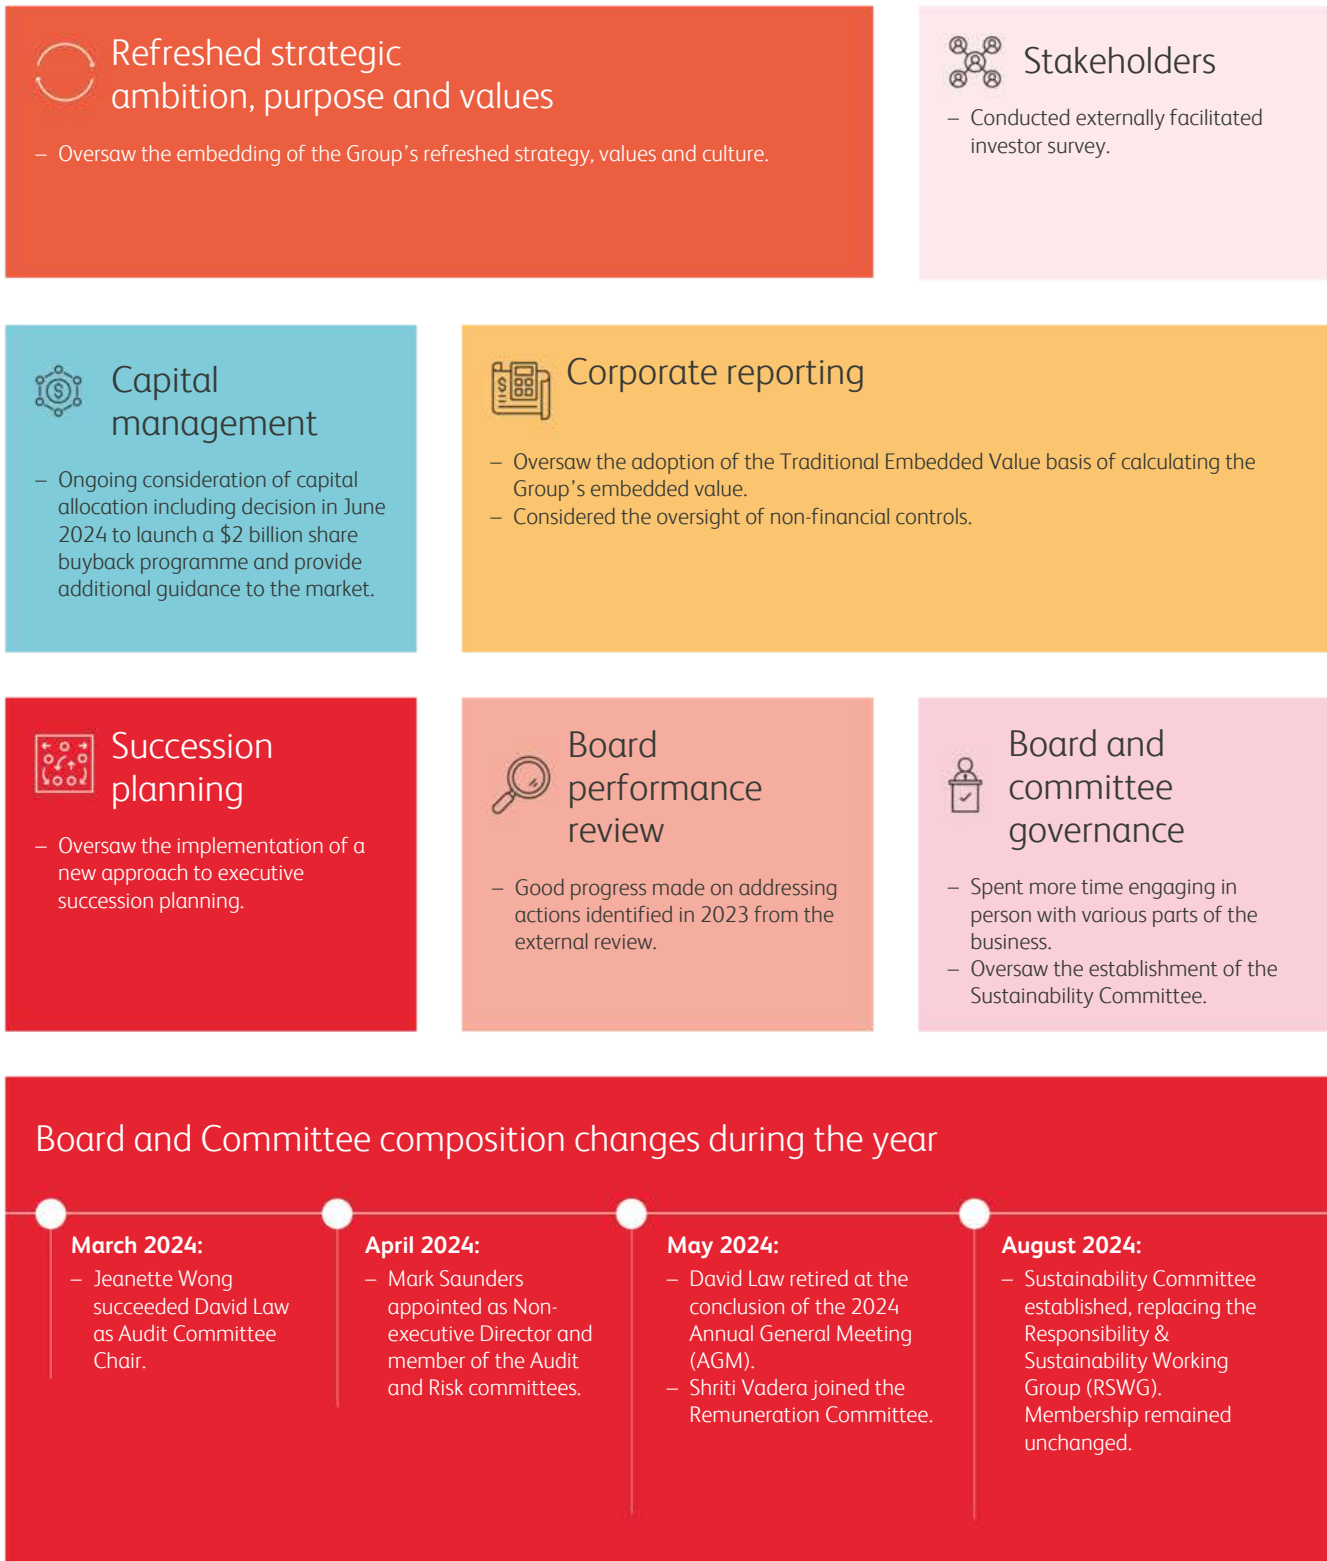 Refreshed strategic
ambition, purpose and values
– Oversaw the embedding of the Group’s refreshed strategy, values and culture.
Stakeholders
– Conducted externally facilitated
investor survey.
Capital
management
– Ongoing consideration of capital
allocation including decision in June
2024 to launch a $2 billion share
buyback programme and provide
additional guidance to the market.
Corporate reporting
– Oversaw the adoption of the Traditional Embedded Value basis of calculating the
Group’s embedded value.
– Considered the oversight of non-financial controls.
Succession
planning
– Oversaw the implementation of a
new approach to executive
succession planning.
Board
performance
review
– Good progress made on addressing
actions identified in 2023 from the
external review.
Board and
committee
governance
– Spent more time engaging in
person with various parts of the
business.
– Oversaw the establishment of the
Sustainability Committee.
Board and Committee composition changes during the year
March 2024:
– Jeanette Wong
succeeded David Law
as Audit Committee
Chair.
April 2024:
– Mark Saunders
appointed as Non-
executive Director and
member of the Audit
and Risk committees.
May 2024:
– David Law retired at the
conclusion of the 2024
Annual General Meeting
(AGM).
– Shriti Vadera joined the
Remuneration Committee.
August 2024:
– Sustainability Committee
established, replacing the
Responsibility &
Sustainability Working
Group (RSWG).
Membership remained
unchanged.